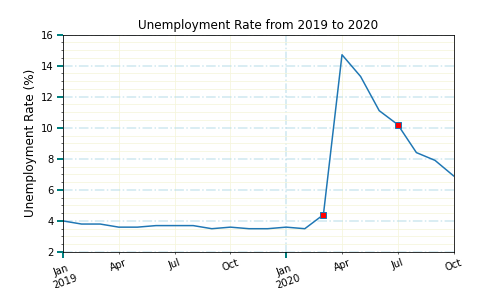 Unemployment Rate from 2019 to 2020
Unemployment Rate (%)
16
14
12
10
8
6
4
2
Jan
2019
Apr
Jul
Oct
Jan
2020
Apr
Jul
Oct